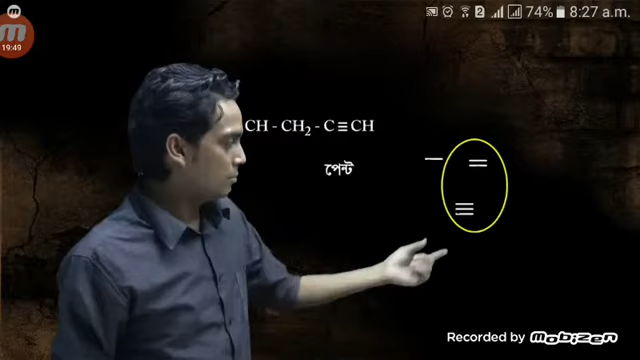 74% 8:27 a.m.
19:49
CH - CH₂ - C ≡ CH
পেন্ট
Recorded by mobizen